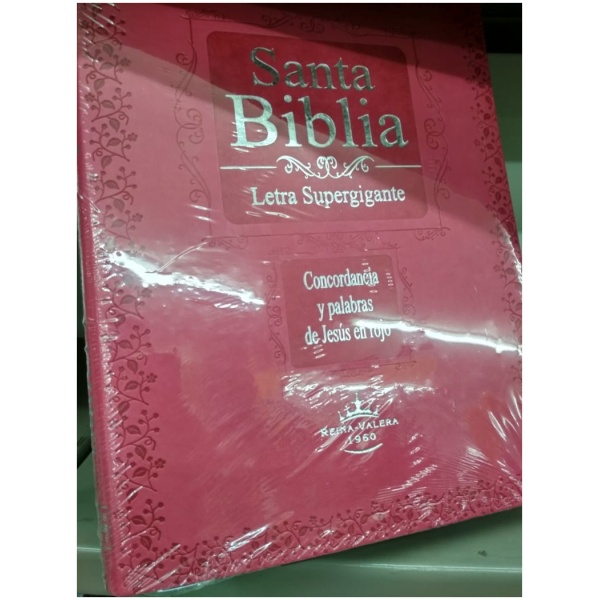 Santa
Biblia
Letra Supergigante
Concordancia
y palabras
de Jesús en rojo
REINA-VALERA
1960